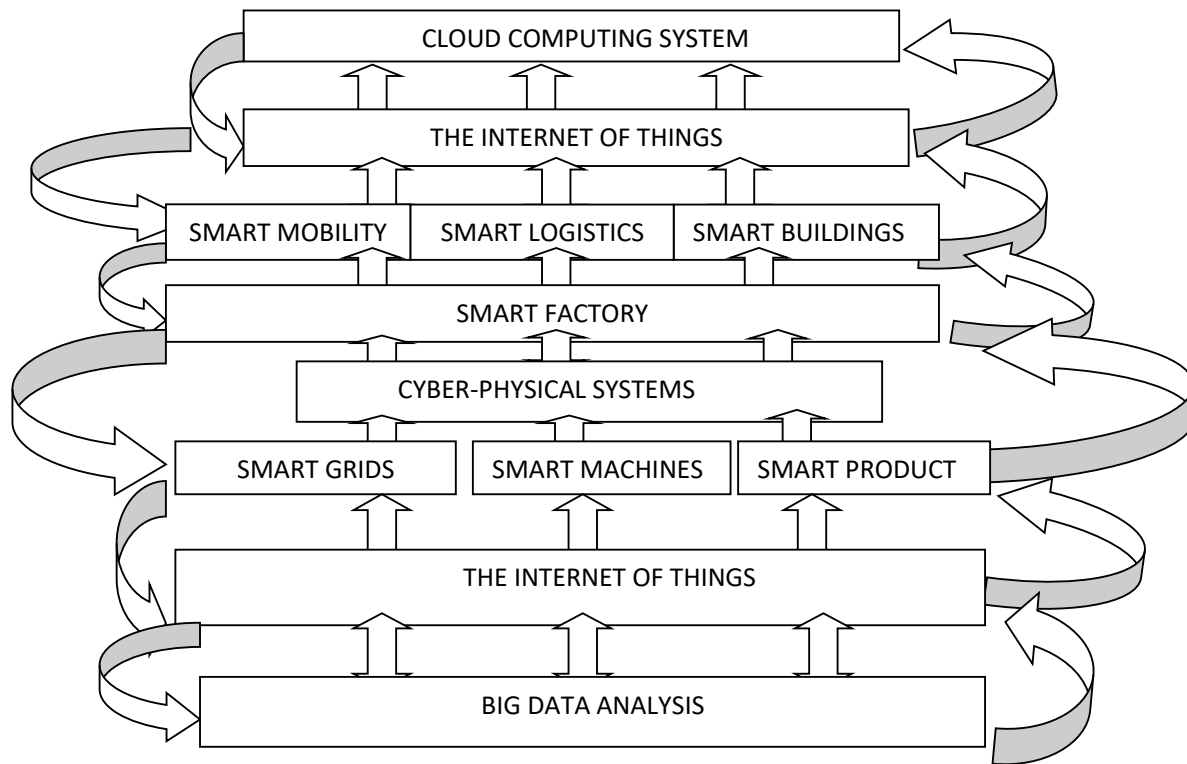 CLOUD COMPUTING SYSTEM
THE INTERNET OF THINGS
SMART MOBILITY
SMART LOGISTICS
SMART BUILDINGS
SMART FACTORY
CYBER-PHYSICAL SYSTEMS
SMART GRIDS
SMART MACHINES
SMART PRODUCT
THE INTERNET OF THINGS
BIG DATA ANALYSIS